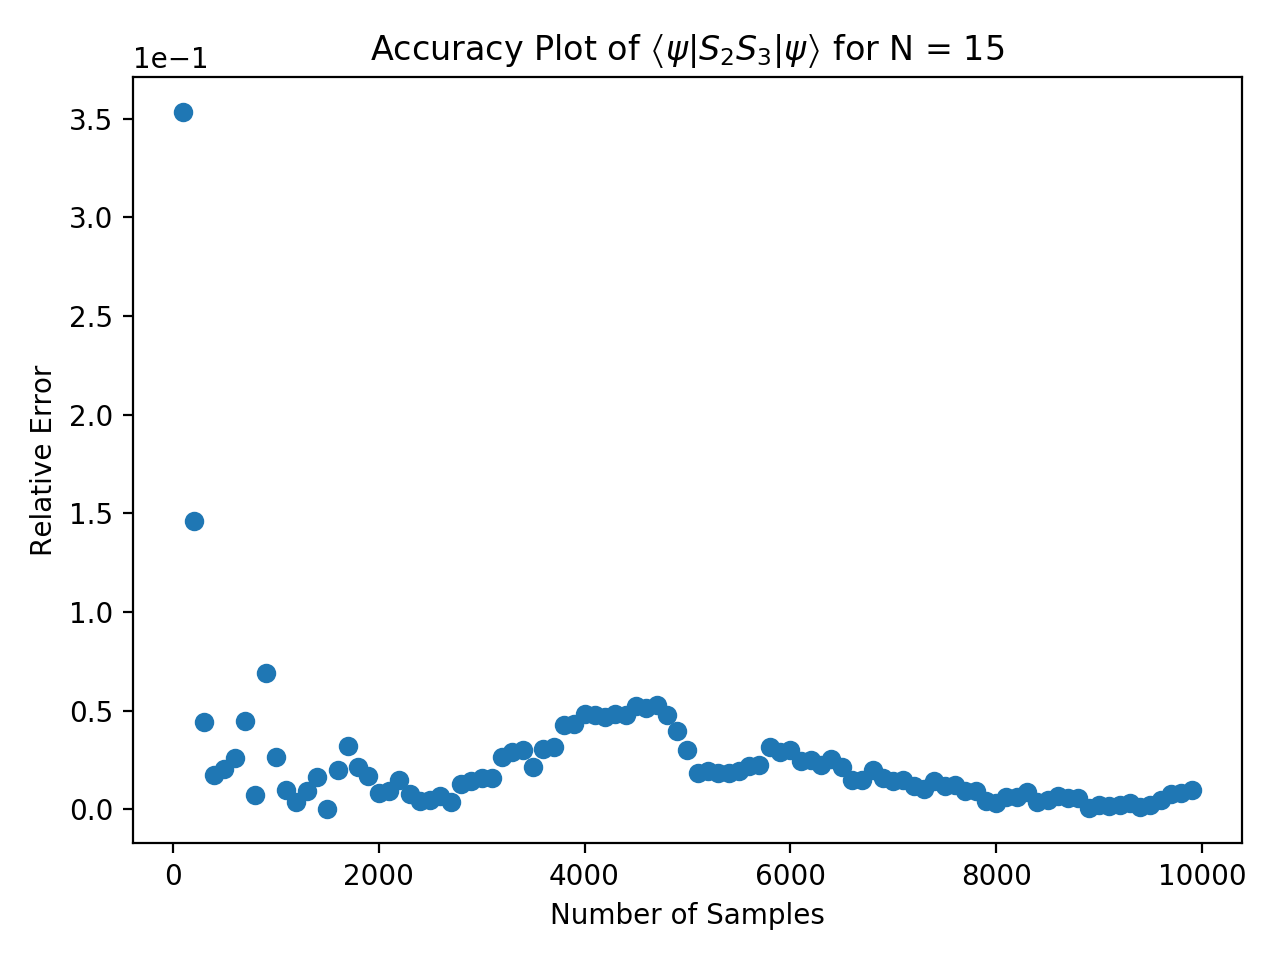 Accuracy Plot of ⟨ψ|S₂S₃|ψ⟩ for N = 15
1e−1
3.5
3.0
2.5
2.0
1.5
1.0
0.5
0.0
Relative Error
0 2000 4000 6000 8000 10000
Number of Samples